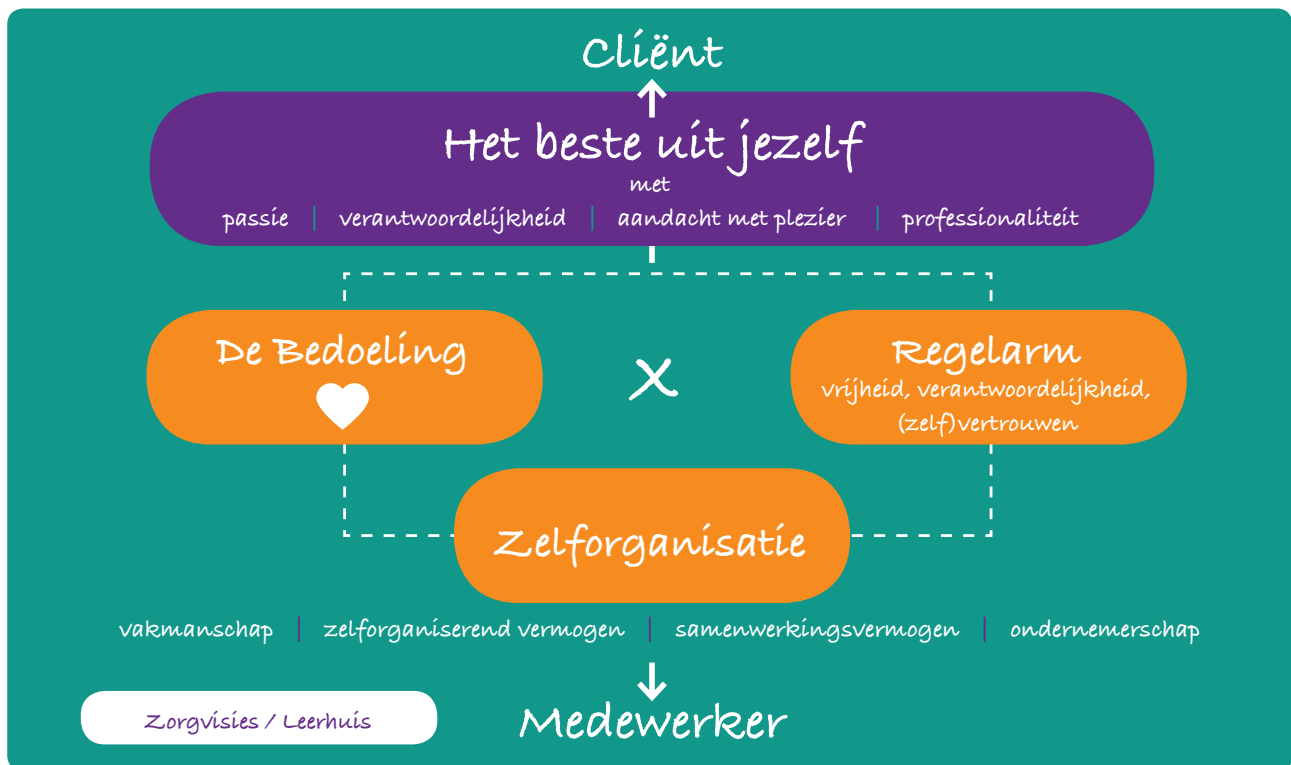 Cliënt
Het beste uit jezelf
met
passie | verantwoordelijkheid | aandacht met plezier | professionaliteit
De Bedoeling
X
Regelarm
vrijheid, verantwoordelijkheid,
(zelf)vertrouwen
Zelforganisatie
vakmanschap | zelforganiserend vermogen | samenwerkingsvermogen | ondernemerschap
Medewerker
Zorgvisies / Leerhuis